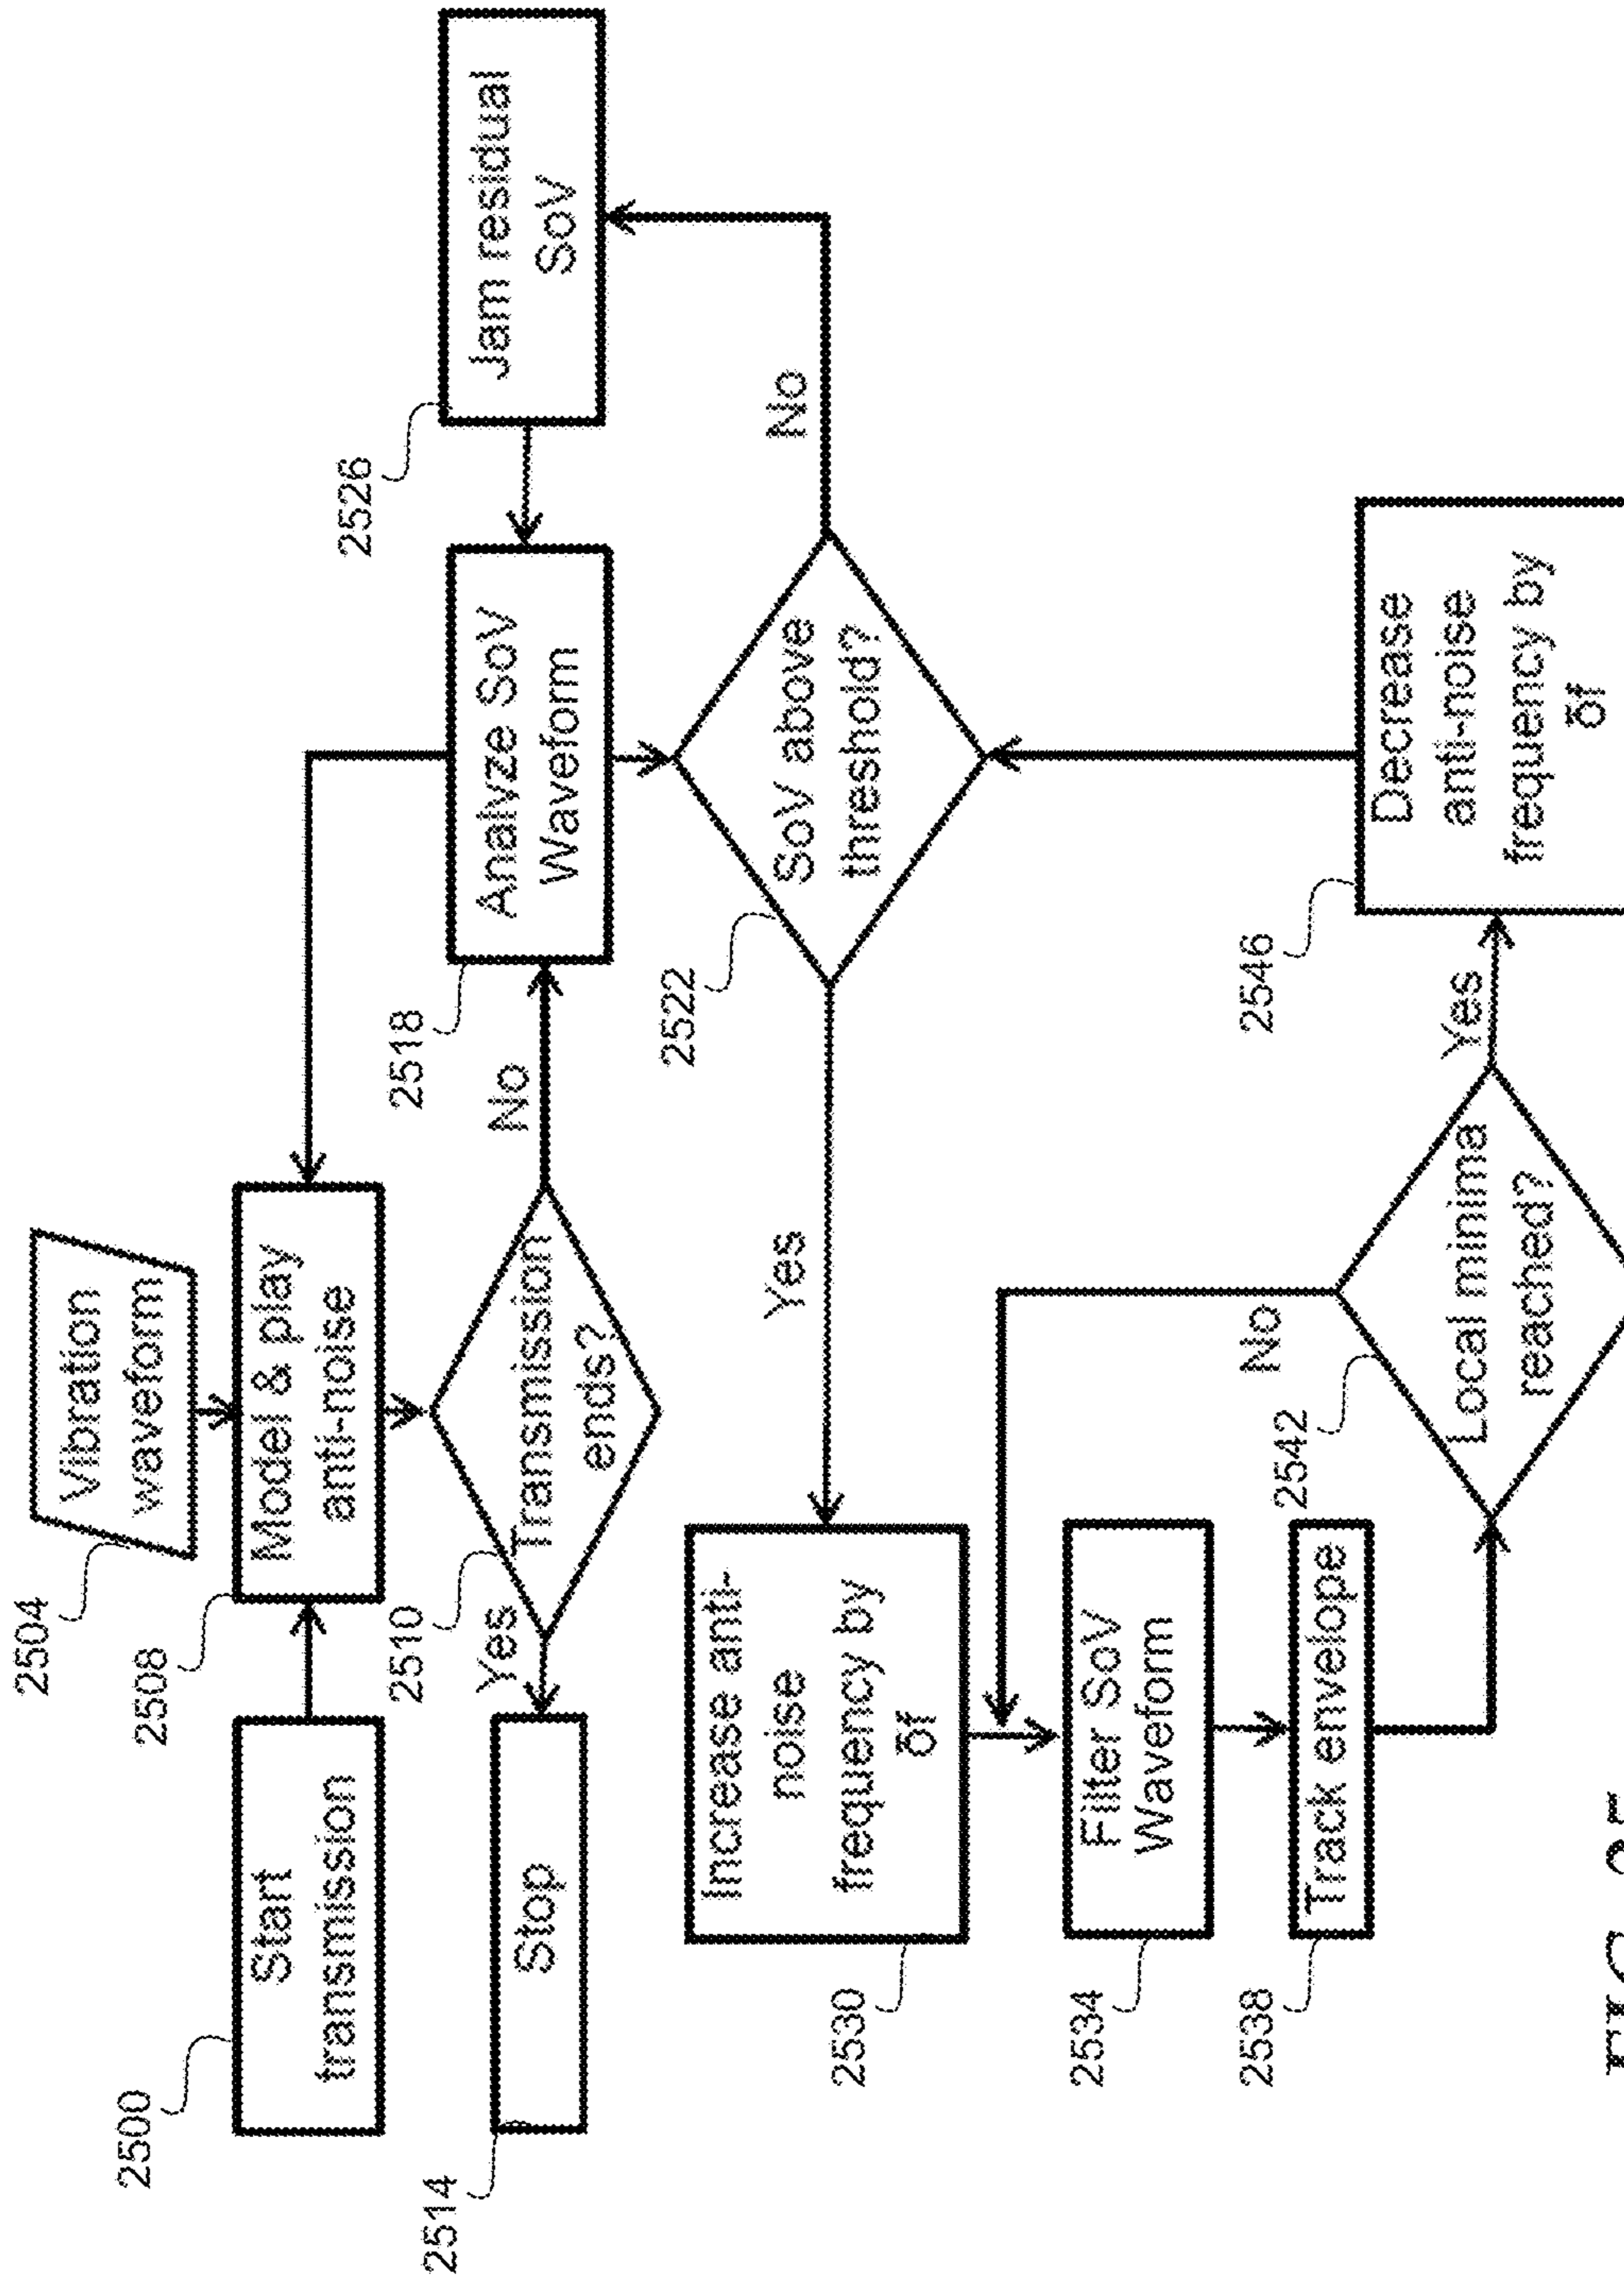 2504
Vibration
waveform
2500
Start
transmission
2508
Model & play
anti-noise
2510
Transmission
ends?
Yes
No
2514
Stop
2518
Analyze SoV
Waveform
2526
Jam residual
SoV
2522
SoV above
threshold?
Yes
No
2530
Increase anti-
noise
frequency by
δf
2534
Filter SoV
Waveform
2538
Track envelope
2542
Local minima
reached?
No
Yes
2546
Decrease
anti-noise
frequency by
δf